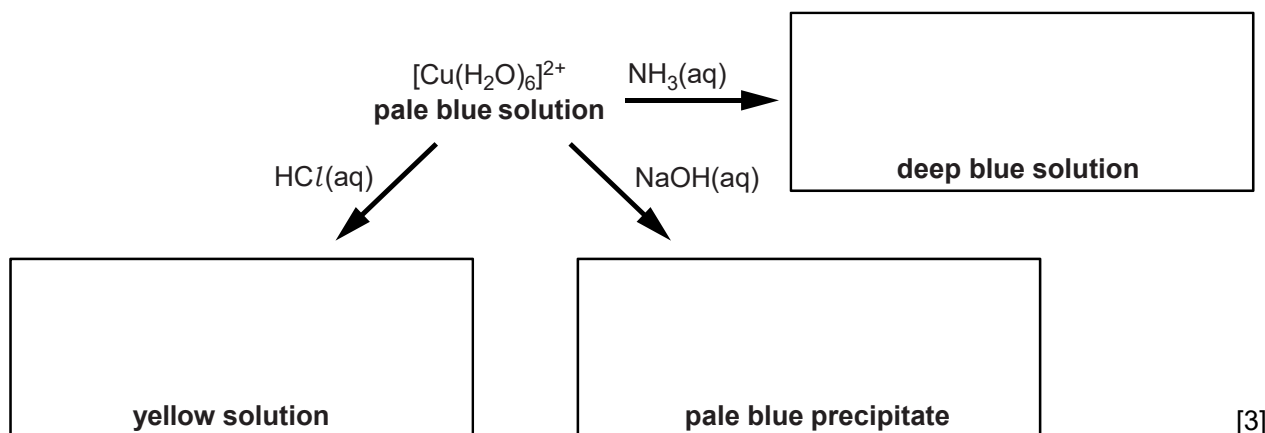 [Cu(H₂O)₆]²⁺
pale blue solution
NH₃(aq)
deep blue solution
HCl(aq)
NaOH(aq)
yellow solution
pale blue precipitate
[3]